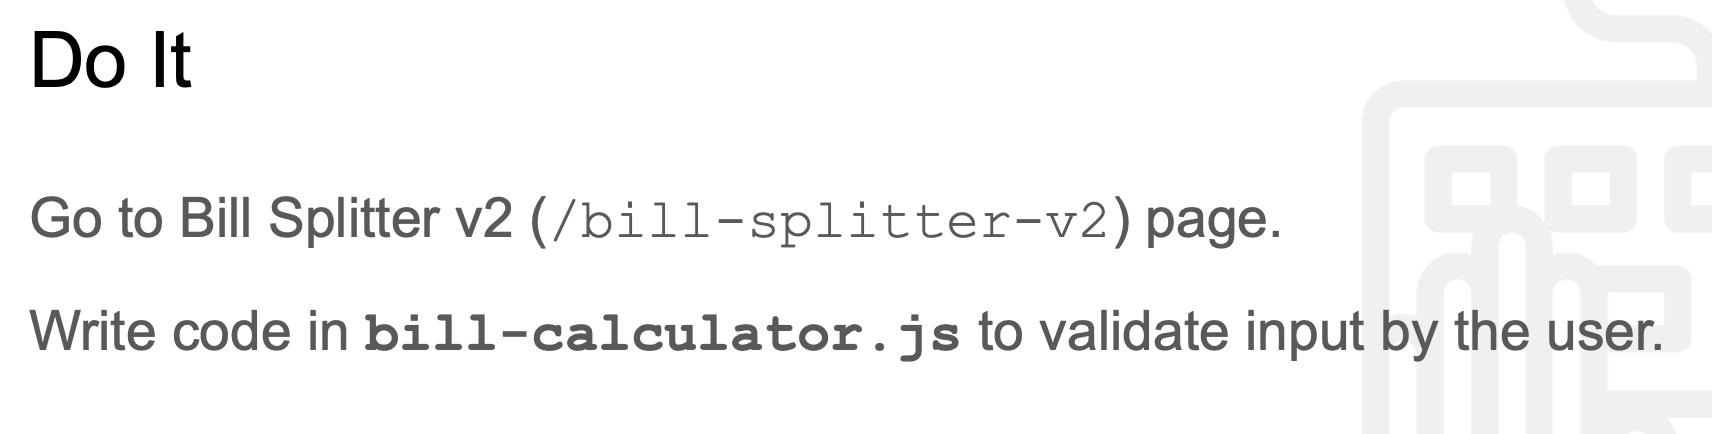 Do It
Go to Bill Splitter v2 (/bill-splitter-v2) page.
Write code in bill-calculator.js to validate input by the user.